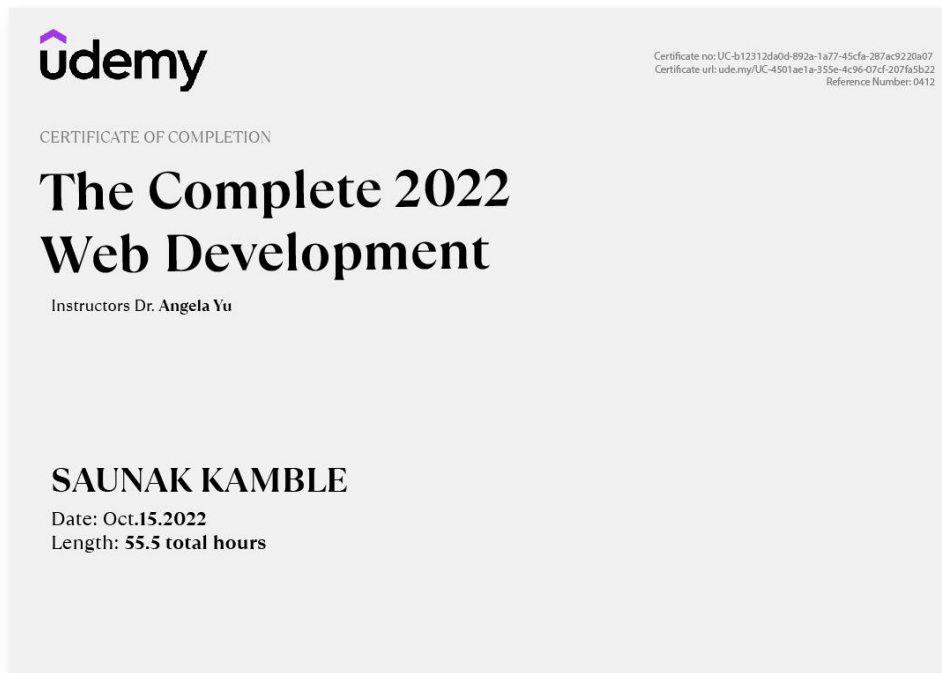 udemy
Certificate no: UC-b12312da0d-892a-1a77-45cfa-287ac9220a07
Certificate url: ude.my/UC-4501ae1a-355e-4c96-07cf-207fa5b22
Reference Number: 0412
CERTIFICATE OF COMPLETION
The Complete 2022
Web Development
Instructors Dr. Angela Yu
SAUNAK KAMBLE
Date: Oct.15.2022
Length: 55.5 total hours